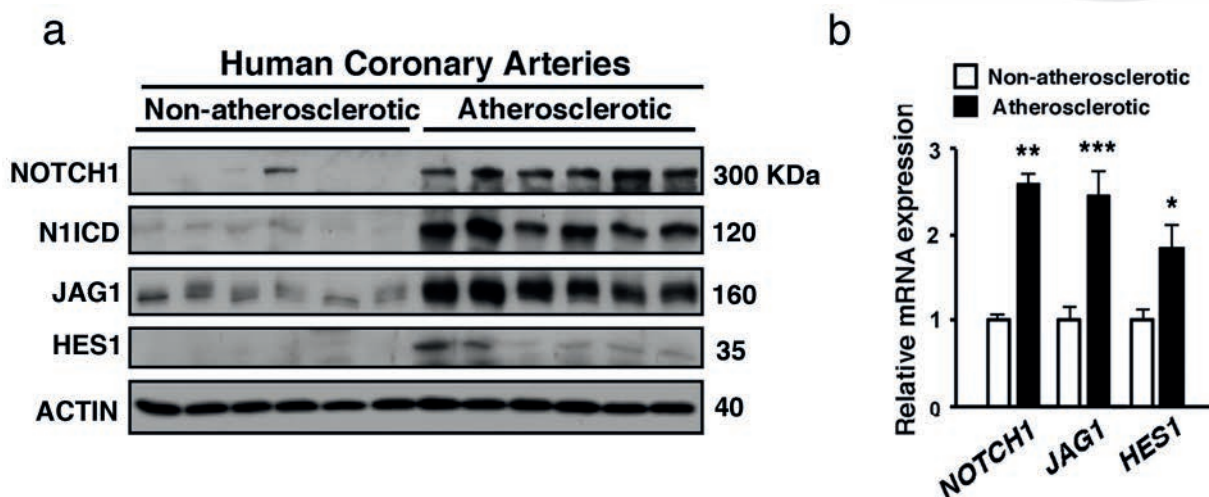 a
Human Coronary Arteries
Non-atherosclerotic Atherosclerotic
NOTCH1 300 KDa
N1ICD 120
JAG1 160
HES1 35
ACTIN 40
b
Non-atherosclerotic
Atherosclerotic
Relative mRNA expression
3
2
1
0
** *** *
NOTCH1 JAG1 HES1